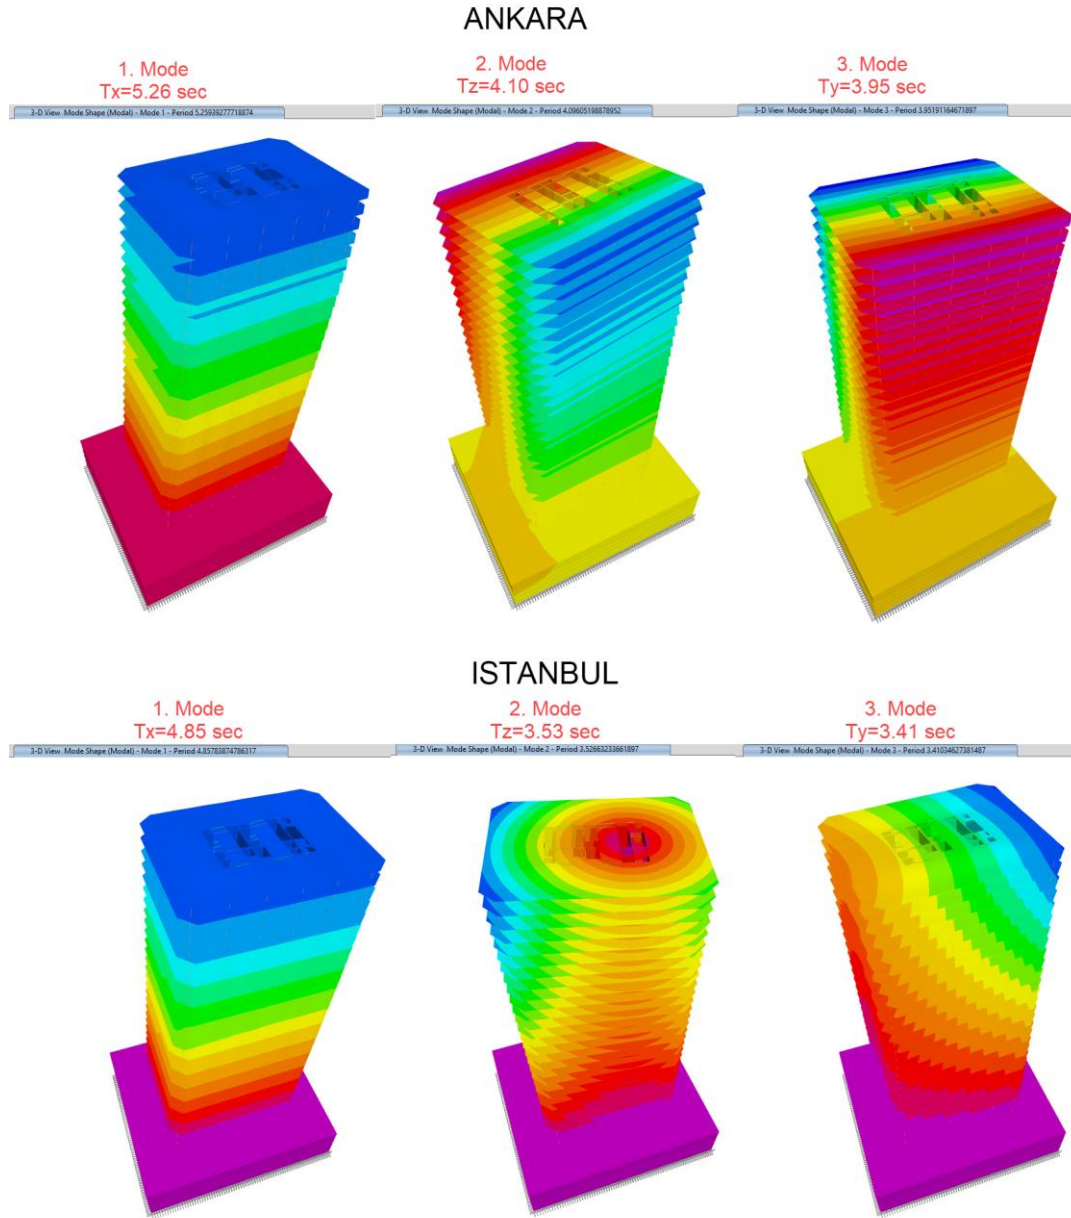 ANKARA
1. Mode
Tx=5.26 sec
2. Mode
Tz=4.10 sec
3. Mode
Ty=3.95 sec
3-D View Mode Shape (Modal) - Mode 1 - Period 5.25939277718874
3-D View Mode Shape (Modal) - Mode 2 - Period 4.09605198878952
3-D View Mode Shape (Modal) - Mode 3 - Period 3.95191164671897
ISTANBUL
1. Mode
Tx=4.85 sec
2. Mode
Tz=3.53 sec
3. Mode
Ty=3.41 sec
3-D View Mode Shape (Modal) - Mode 1 - Period 4.85783874786317
3-D View Mode Shape (Modal) - Mode 2 - Period 3.52663233661897
3-D View Mode Shape (Modal) - Mode 3 - Period 3.41034627381487